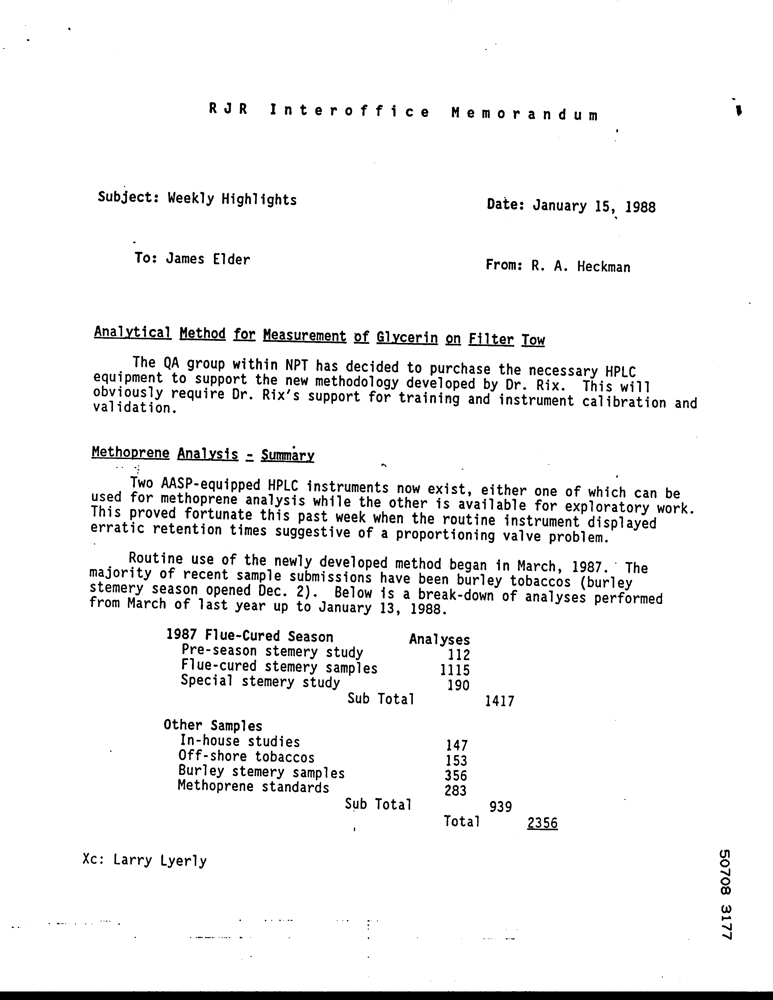 RJR Interoffice Memorandum
Subject: Weekly Highlights
Date: January 15, 1988
To: James Elder
From: R. A. Heckman
Analytical Method for Measurement of Glycerin on Filter Tow
The QA group within NPT has decided to purchase the necessary HPLC
equipment to support the new methodology developed by Dr. Rix. This will
obviously require Dr. Rix's support for training and instrument calibration and
validation.
Methoprene Analysis - Summary
Two AASP-equipped HPLC instruments now exist, either one of which can be
used for methoprene analysis while the other is available for exploratory work.
This proved fortunate this past week when the routine instrument displayed
erratic retention times suggestive of a proportioning valve problem.
Routine use of the newly developed method began in March, 1987. The
majority of recent sample submissions have been burley tobaccos (burley
stemery season opened Dec. 2). Below is a break-down of analyses performed
from March of last year up to January 13, 1988.
1987 Flue-Cured Season Analyses
Pre-season stemery study 112
Flue-cured stemery samples 1115
Special stemery study 190
Sub Total 1417
Other Samples
In-house studies 147
Off-shore tobaccos 153
Burley stemery samples 356
Methoprene standards 283
Sub Total 939
Total 2356
Xc: Larry Lyerly
50708 3177